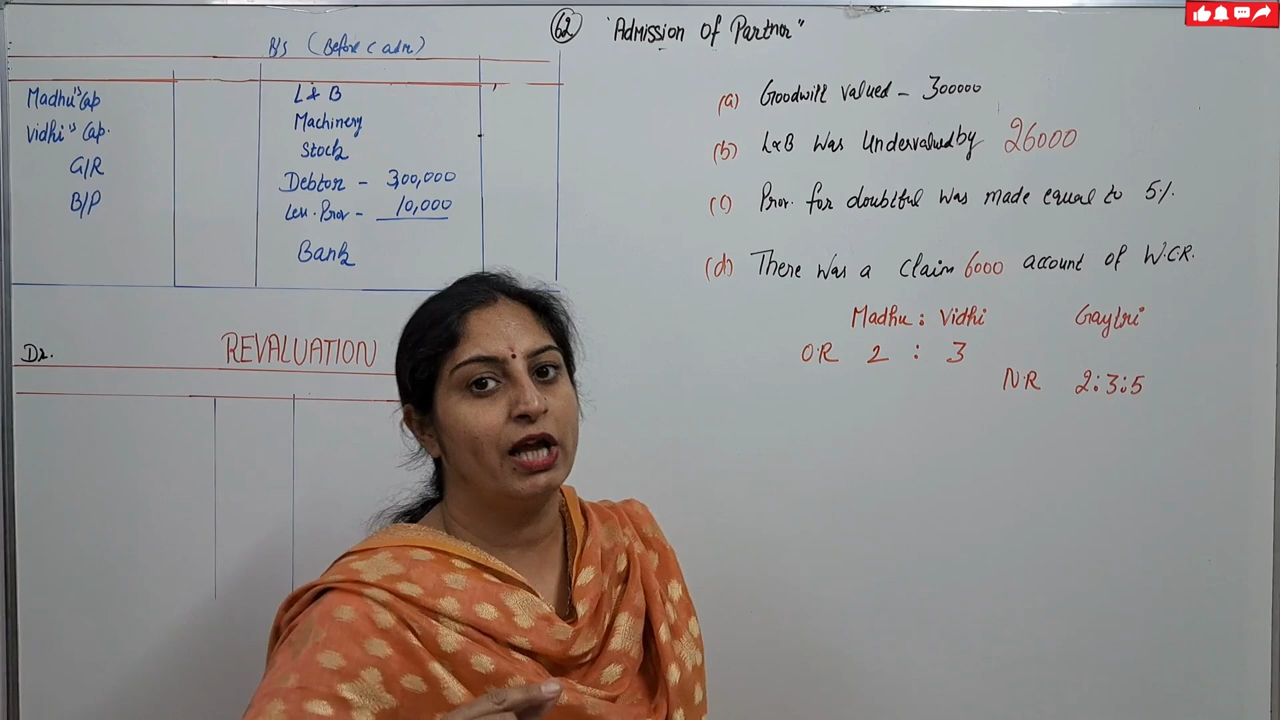 62 "Admission Of Partner"
B/S (Before adm)
Madhu's Cap
Vidhi's Cap.
G/R
B/P
L & B
Machinery
Stock
Debtor - 3,00,000
Less. Prov - 10,000
Bank
(a) Goodwill valued - 300000
(b) L&B Was Undervalued by 26000
(c) Prov. for doubtful was made equal to 5%.
(d) There was a claim 6000 account of W.C.R.
Madhu : Vidhi Gaytri
O.R 2 : 3
N.R 2:3:5
Dr.
REVALUATION